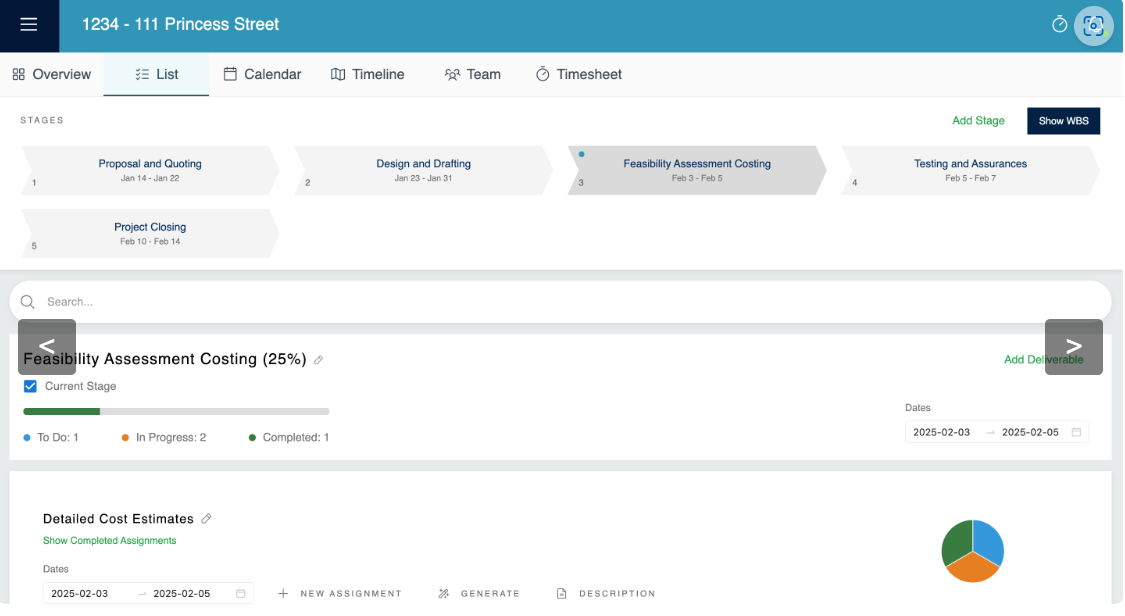 1234 - 111 Princess Street
Overview
List
Calendar
Timeline
Team
Timesheet
STAGES
Add Stage
Show WBS
Proposal and Quoting
Jan 14 - Jan 22
1
Design and Drafting
Jan 23 - Jan 31
2
Feasibility Assessment Costing
Feb 3 - Feb 5
3
Testing and Assurances
Feb 5 - Feb 7
4
Project Closing
Feb 10 - Feb 14
5
Search...
<
>
Feasibility Assessment Costing (25%)
Add Deliverable
Current Stage
Dates
To Do: 1
In Progress: 2
Completed: 1
2025-02-03 → 2025-02-05
Detailed Cost Estimates
Show Completed Assignments
Dates
2025-02-03 → 2025-02-05
+ NEW ASSIGNMENT
GENERATE
DESCRIPTION